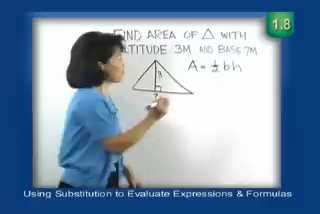 1.8
FIND AREA OF △ WITH
ALTITUDE 3M AND BASE 7M
A = ½ bh
3
7
Using Substitution to Evaluate Expressions & Formulas